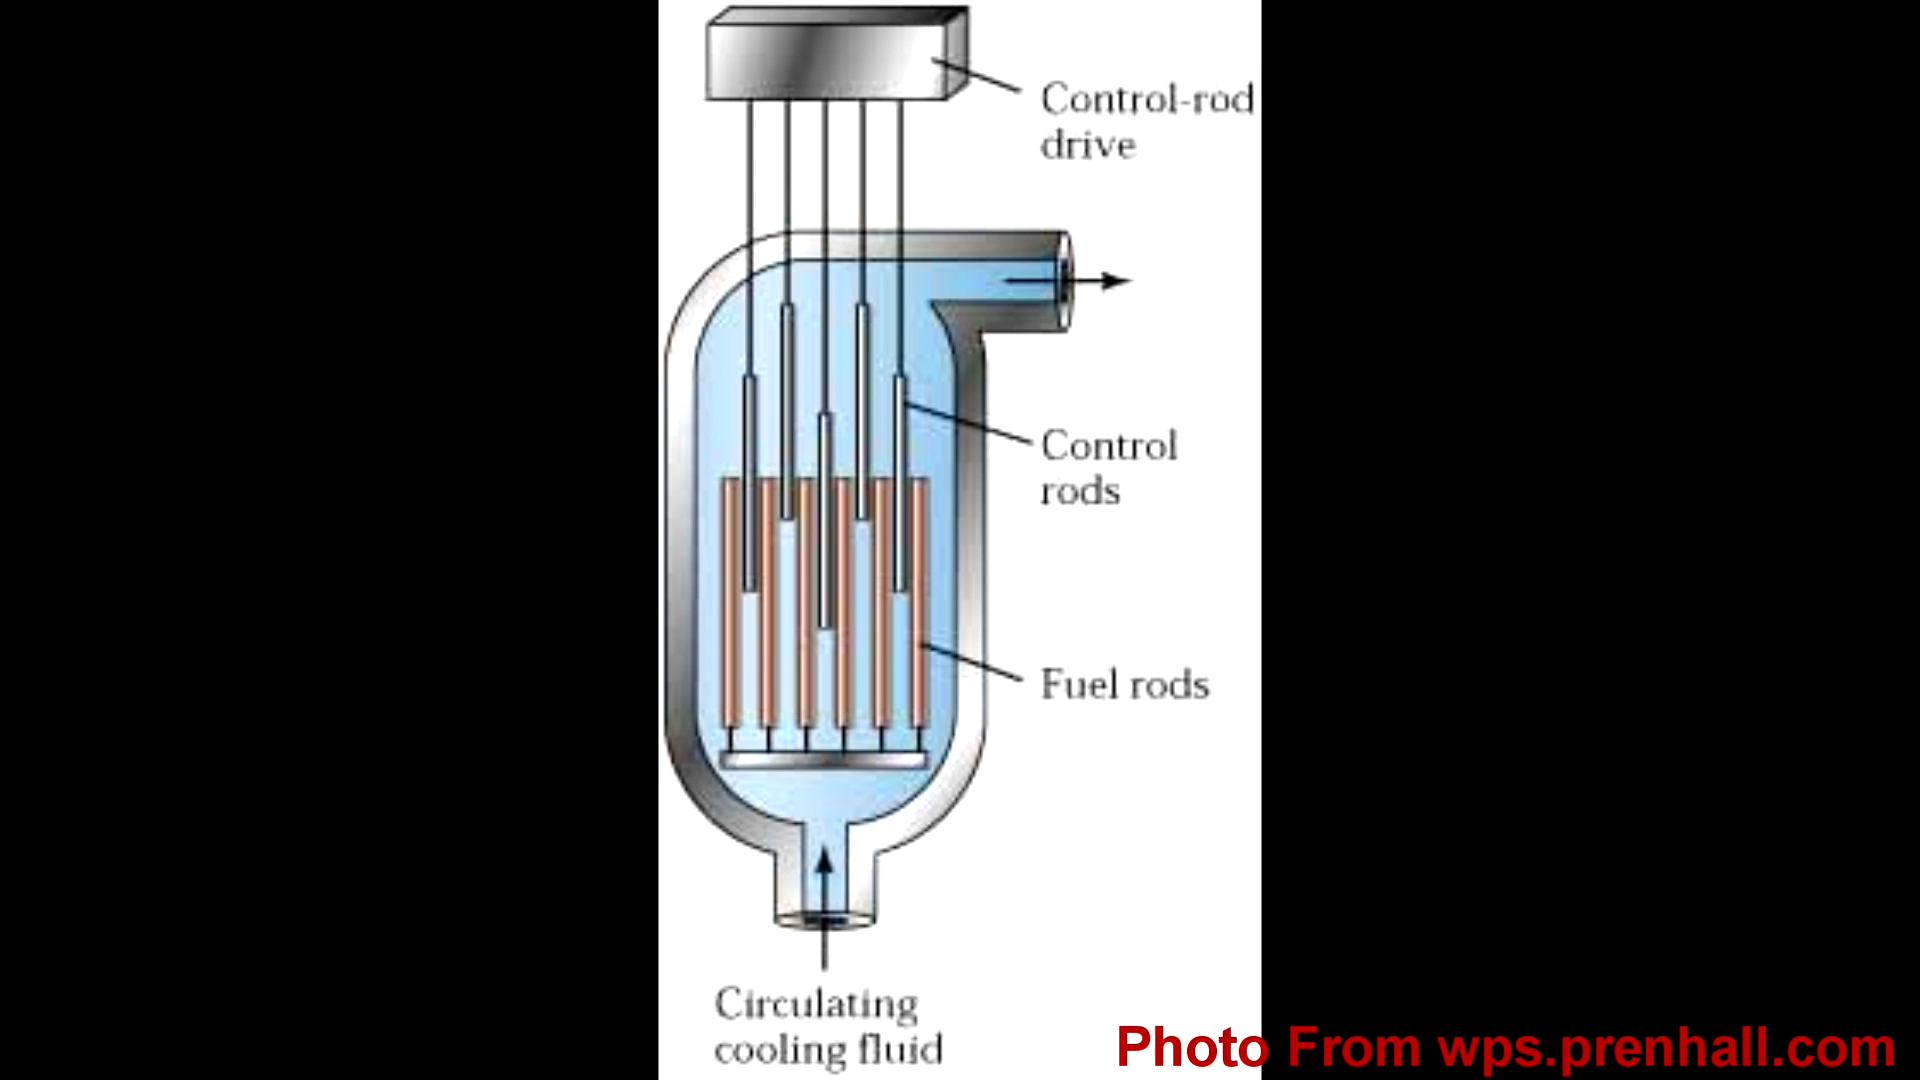 Control-rod
drive
Control
rods
Fuel rods
Circulating
cooling fluid
Photo From wps.prenhall.com